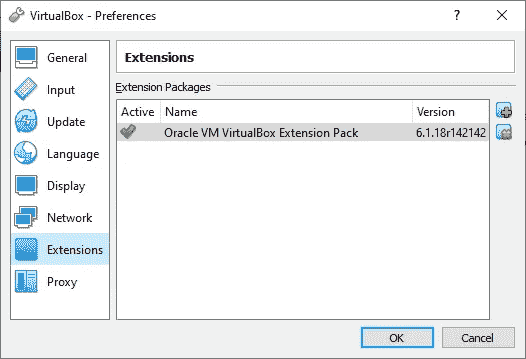 VirtualBox - Preferences
General
Input
Update
Language
Display
Network
Extensions
Proxy
Extensions
Extension Packages
Active Name Version
Oracle VM VirtualBox Extension Pack 6.1.18r142142
OK Cancel